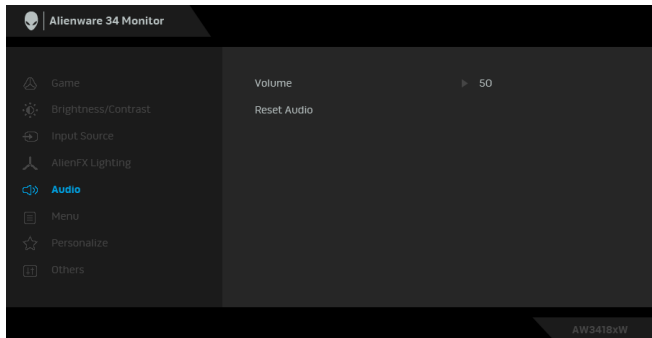 Alienware 34 Monitor
Game
Brightness/Contrast
Input Source
AlienFX Lighting
Audio
Menu
Personalize
Others
Volume 50
Reset Audio
AW3418xW